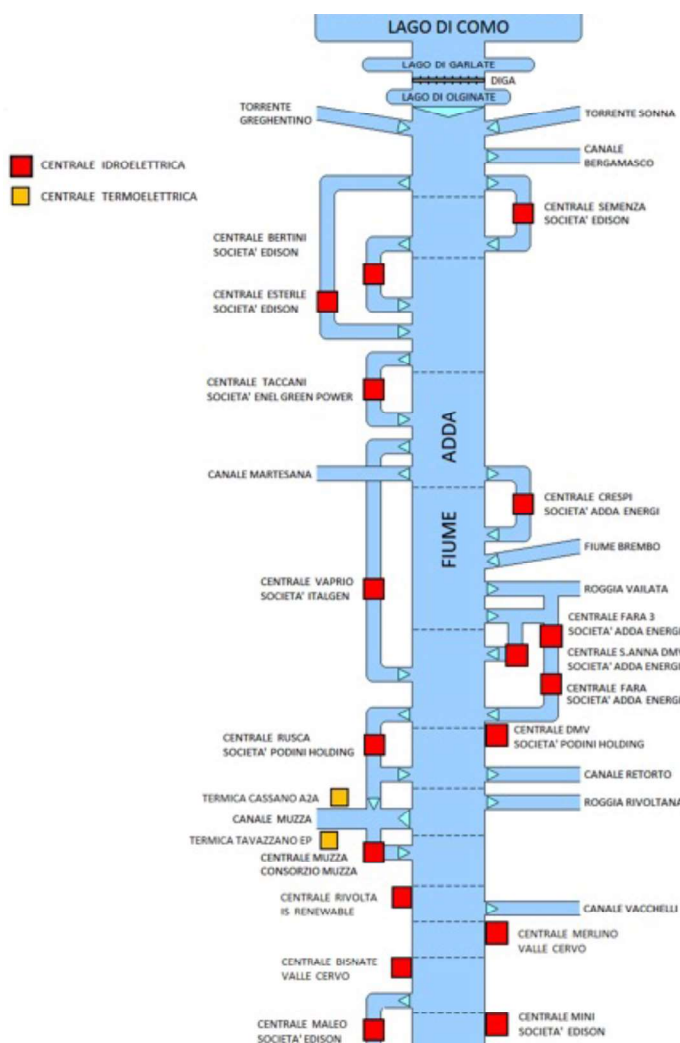 LAGO DI COMO
LAGO DI GARLATE
DIGA
LAGO DI OLGINATE
TORRENTE
GREGHENTINO
TORRENTE SONNA
CANALE
BERGAMASCO
CENTRALE IDROELETTRICA
CENTRALE TERMOELETTRICA
CENTRALE SEMENZA
SOCIETA' EDISON
CENTRALE BERTINI
SOCIETA' EDISON
CENTRALE ESTERLE
SOCIETA' EDISON
CENTRALE TACCANI
SOCIETA' ENEL GREEN POWER
FIUME ADDA
CANALE MARTESANA
CENTRALE CRESPI
SOCIETA' ADDA ENERGI
FIUME BREMBO
CENTRALE VAPRIO
SOCIETA' ITALGEN
ROGGIA VAILATA
CENTRALE FARA 3
SOCIETA' ADDA ENERGI
CENTRALE S.ANNA DMV
SOCIETA' ADDA ENERGI
CENTRALE FARA
SOCIETA' ADDA ENERGI
CENTRALE RUSCA
SOCIETA' PODINI HOLDING
CENTRALE DMV
SOCIETA' PODINI HOLDING
CANALE RETORTO
TERMICA CASSANO A2A
ROGGIA RIVOLTANA
CANALE MUZZA
TERMICA TAVAZZANO EP
CENTRALE MUZZA
CONSORZIO MUZZA
CENTRALE RIVOLTA
IS RENEWABLE
CANALE VACCHELLI
CENTRALE MERLINO
VALLE CERVO
CENTRALE BISNATE
VALLE CERVO
CENTRALE MALEO
SOCIETA' EDISON
CENTRALE MINI
SOCIETA' EDISON